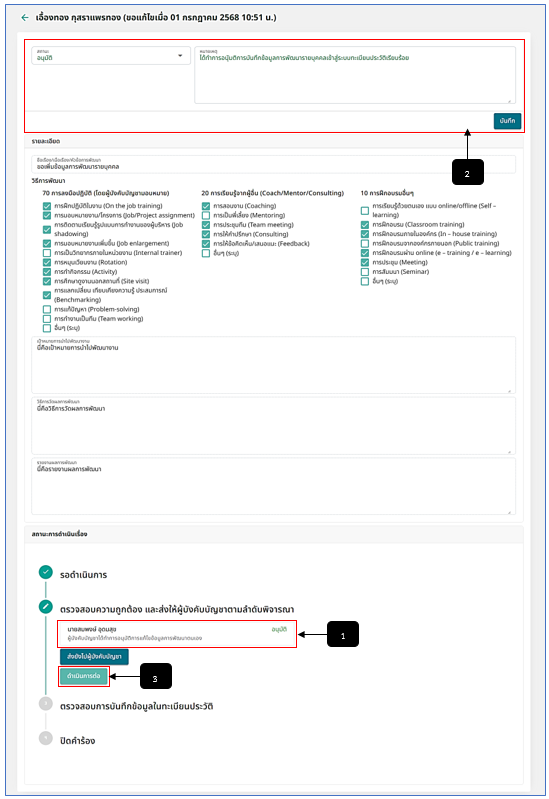 ← เอื้องทอง กุสราแพรทอง (ขอแก้ไขเมื่อ 01 กรกฎาคม 2568 10:51 น.)
สถานะ
อนุมัติ
หมายเหตุ
ได้ทำการอนุมัติการบันทึกข้อมูลการพัฒนารายบุคคลเข้าสู่ระบบทะเบียนประวัติเรียบร้อย
บันทึก
2
รายละเอียด
ขอเพิ่มข้อมูลการพัฒนารายบุคคล
วิธีการพัฒนา
70 การลงมือปฏิบัติ (โดยผู้บังคับบัญชามอบหมาย)
การฝึกปฏิบัติในงาน (On the job training)
การมอบหมายงาน/โครงการ (Job/Project assignment)
การติดตามเรียนรู้รูปแบบการทำงานของผู้บริหาร (Job
shadowing)
การมอบหมายงานเพิ่มขึ้น (Job enlargement)
การเป็นวิทยากรภายในหน่วยงาน (Internal trainer)
การหมุนเวียนงาน (Rotation)
การทำกิจกรรม (Activity)
การศึกษาดูงานนอกสถานที่ (Site visit)
การแลกเปลี่ยน เทียบเคียงความรู้ ประสบการณ์
(Benchmarking)
การแก้ปัญหา (Problem-solving)
การทำงานเป็นทีม (Team working)
อื่นๆ (ระบุ)
20 การเรียนรู้จากผู้อื่น (Coach/Mentor/Consulting)
การสอนงาน (Coaching)
การเป็นพี่เลี้ยง (Mentoring)
การประชุมทีม (Team meeting)
การให้คำปรึกษา (Consulting)
การให้ข้อคิดเห็น/เสนอแนะ (Feedback)
อื่นๆ (ระบุ)
10 การฝึกอบรมอื่นๆ
การเรียนรู้ด้วยตนเอง แบบ online/offline (Self –
learning)
การฝึกอบรม (Classroom training)
การฝึกอบรมภายในองค์กร (In – house training)
การฝึกอบรมจากองค์กรภายนอก (Public training)
การฝึกอบรมผ่าน online (e – training / e – learning)
การประชุม (Meeting)
การสัมมนา (Seminar)
อื่นๆ (ระบุ)
เป้าหมายการนำไปพัฒนางาน
นี่คือเป้าหมายการนำไปพัฒนางาน
วิธีการวัดผลการพัฒนา
นี่คือวิธีการวัดผลการพัฒนา
รายงานผลการพัฒนา
นี่คือรายงานผลการพัฒนา
สถานะการดำเนินเรื่อง
รอดำเนินการ
ตรวจสอบความถูกต้อง และส่งให้ผู้บังคับบัญชาตามลำดับพิจารณา
นายสมพงษ์ อุดมสุข
อนุมัติ
ผู้บังคับบัญชาได้ทำการอนุมัติการแก้ไขข้อมูลการพัฒนาตนเอง
1
ส่งยังไปผู้บังคับบัญชา
ดำเนินการต่อ
3
ตรวจสอบการบันทึกข้อมูลในทะเบียนประวัติ
ปิดคำร้อง